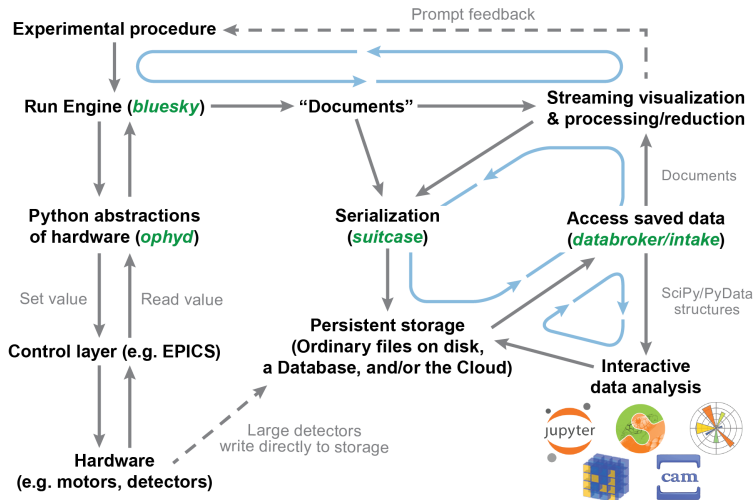 Prompt feedback
Experimental procedure
Run Engine (bluesky)
“Documents”
Streaming visualization
& processing/reduction
Documents
Python abstractions
of hardware (ophyd)
Serialization
(suitcase)
Access saved data
(databroker/intake)
Set value
Read value
SciPy/PyData
structures
Persistent storage
(Ordinary files on disk,
a Database, and/or the Cloud)
Control layer (e.g. EPICS)
Interactive
data analysis
Large detectors
write directly to storage
Hardware
(e.g. motors, detectors)
jupyter
cam